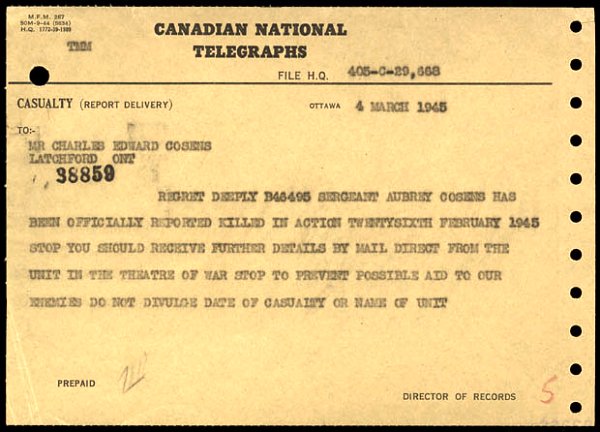 M.F.M. 267
50M-9-44 (5634)
H.Q. 1772-39-1989
TMM
CANADIAN NATIONAL
TELEGRAPHS
FILE H.Q. 405-C-29,668
CASUALTY (REPORT DELIVERY)
OTTAWA 4 MARCH 1945
TO:-
MR CHARLES EDWARD COSENS
LATCHFORD ONT
38859
REGRET DEEPLY B46495 SERGEANT AUBREY COSENS HAS
BEEN OFFICIALLY REPORTED KILLED IN ACTION TWENTYSIXTH FEBRUARY 1945
STOP YOU SHOULD RECEIVE FURTHER DETAILS BY MAIL DIRECT FROM THE
UNIT IN THE THEATRE OF WAR STOP TO PREVENT POSSIBLE AID TO OUR
ENEMIES DO NOT DIVULGE DATE OF CASUALTY OR NAME OF UNIT
PREPAID
DIRECTOR OF RECORDS
5